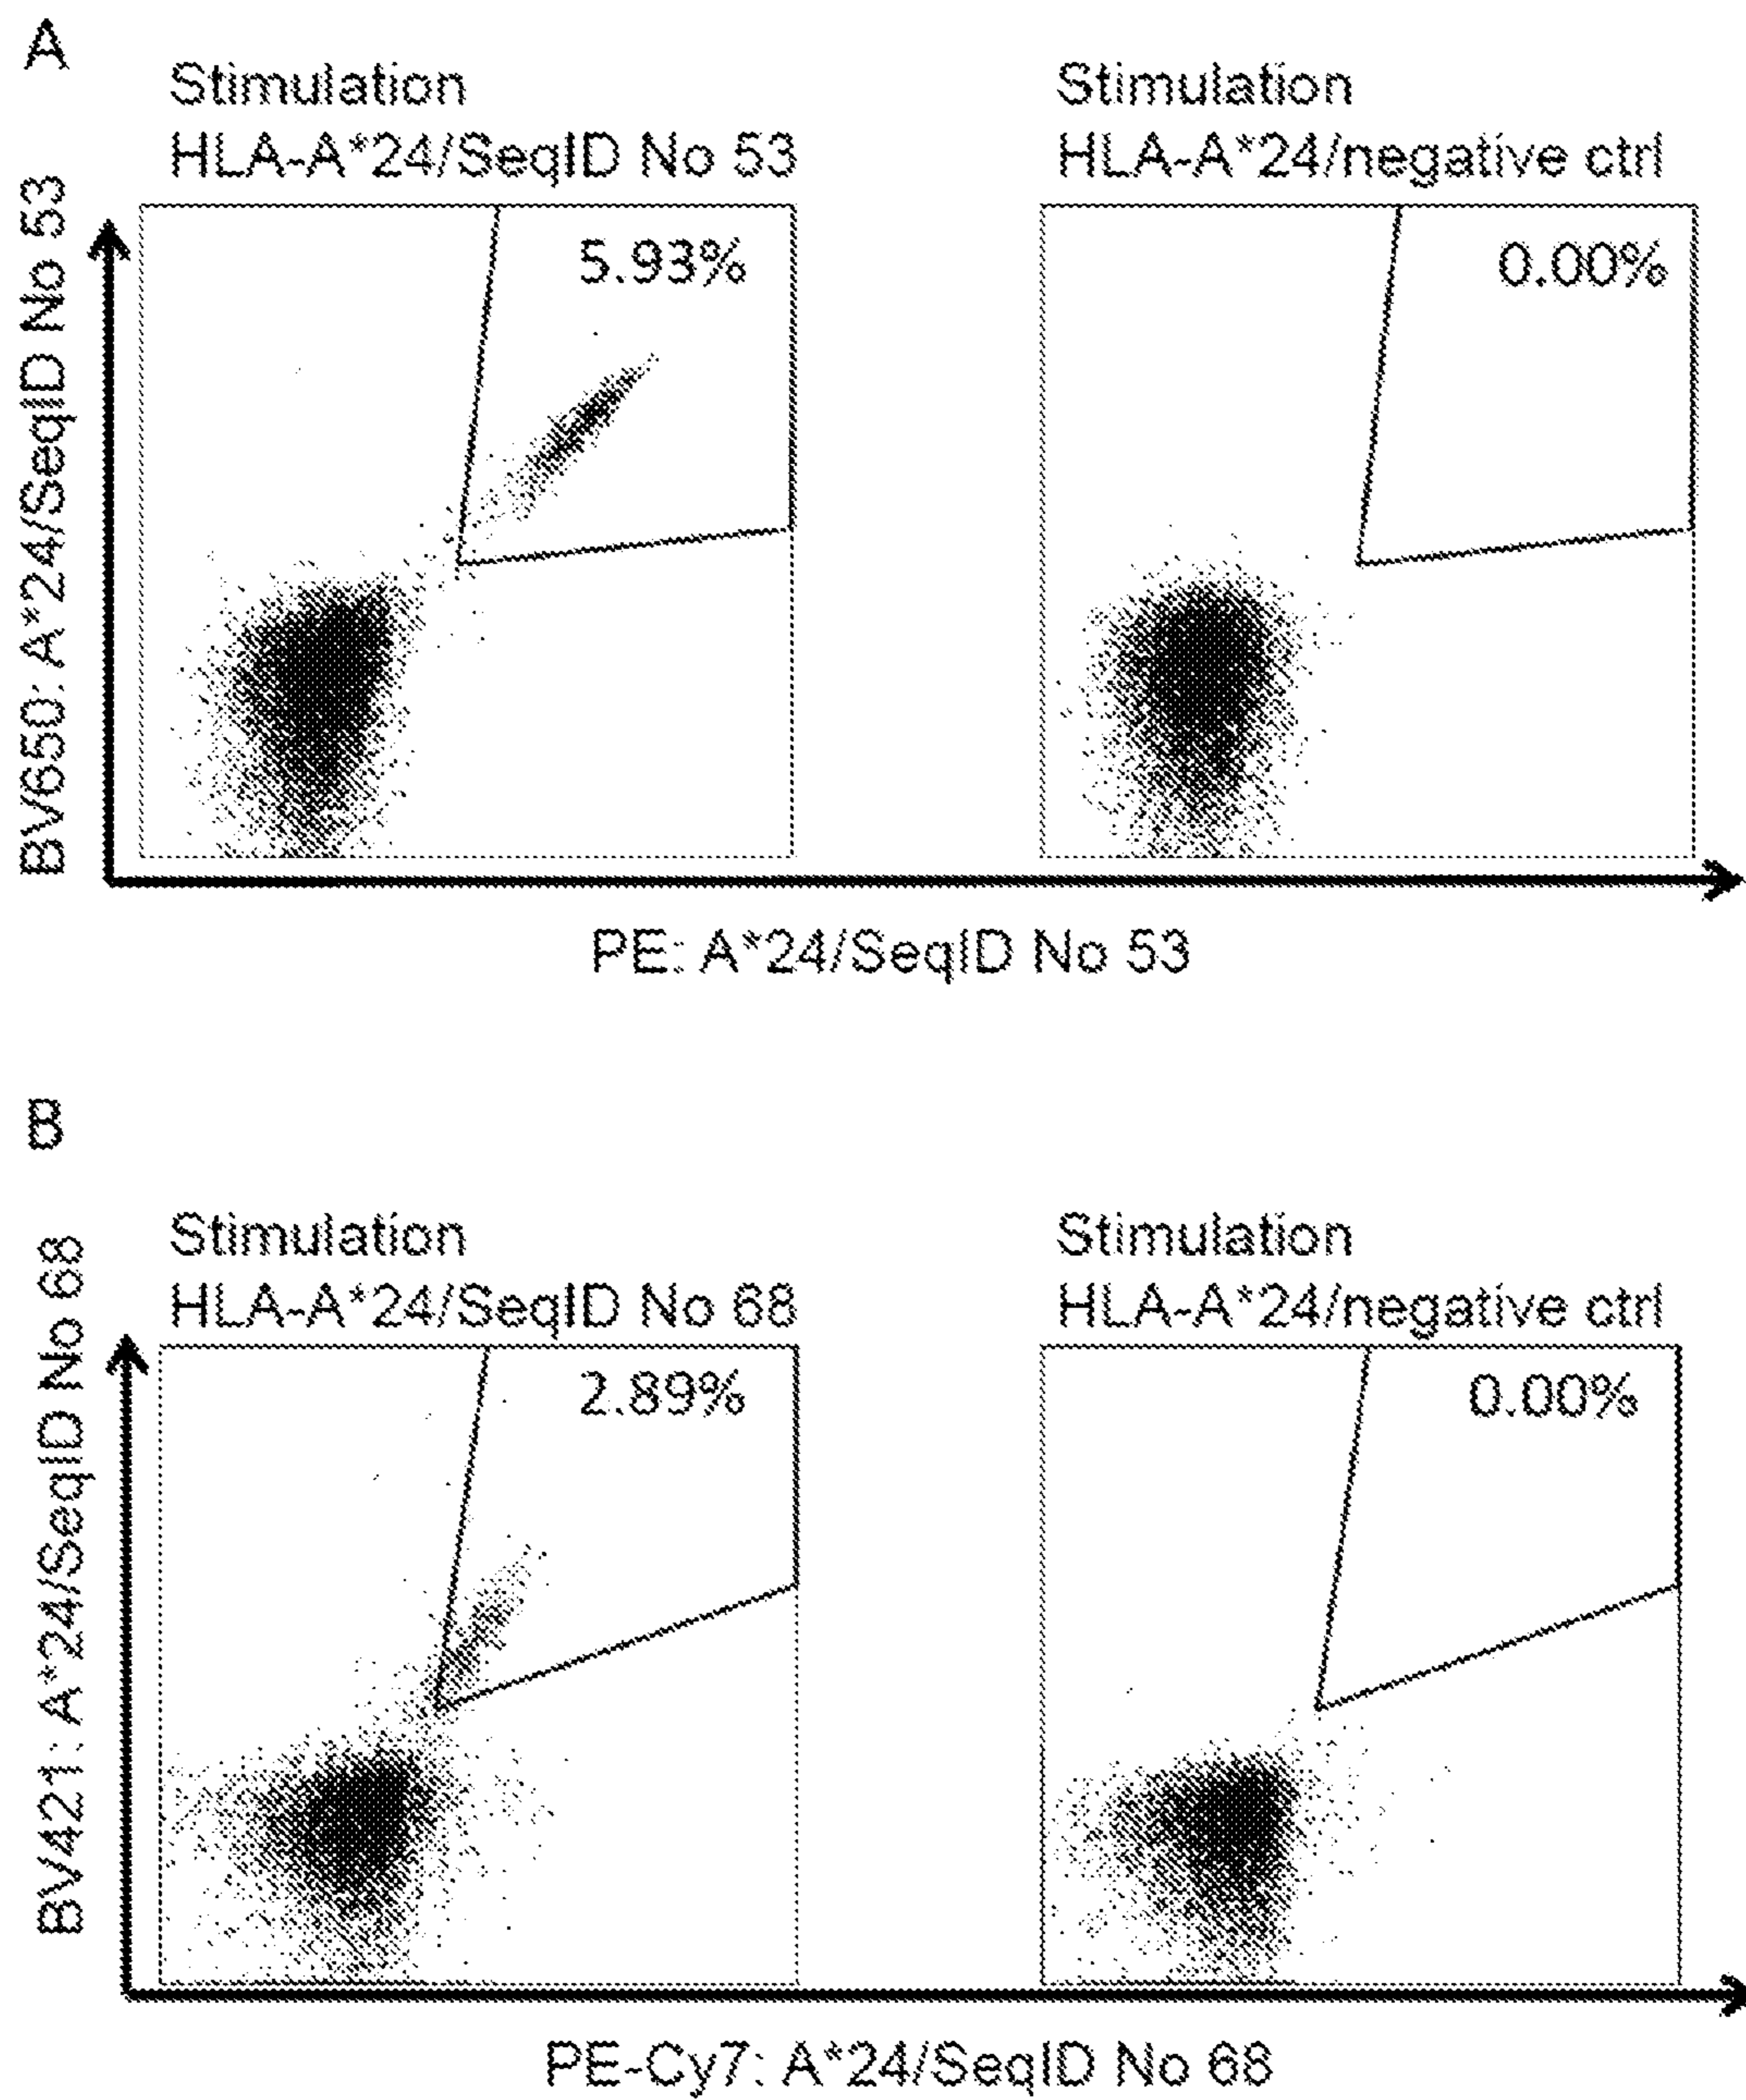 A
Stimulation
HLA-A*24/SeqID No 53
Stimulation
HLA-A*24/negative ctrl
BV650: A*24/SeqID No 53
5.93%
0.00%
PE: A*24/SeqID No 53
B
Stimulation
HLA-A*24/SeqID No 68
Stimulation
HLA-A*24/negative ctrl
BV421: A*24/SeqID No 68
2.89%
0.00%
PE-Cy7: A*24/SeqID No 68